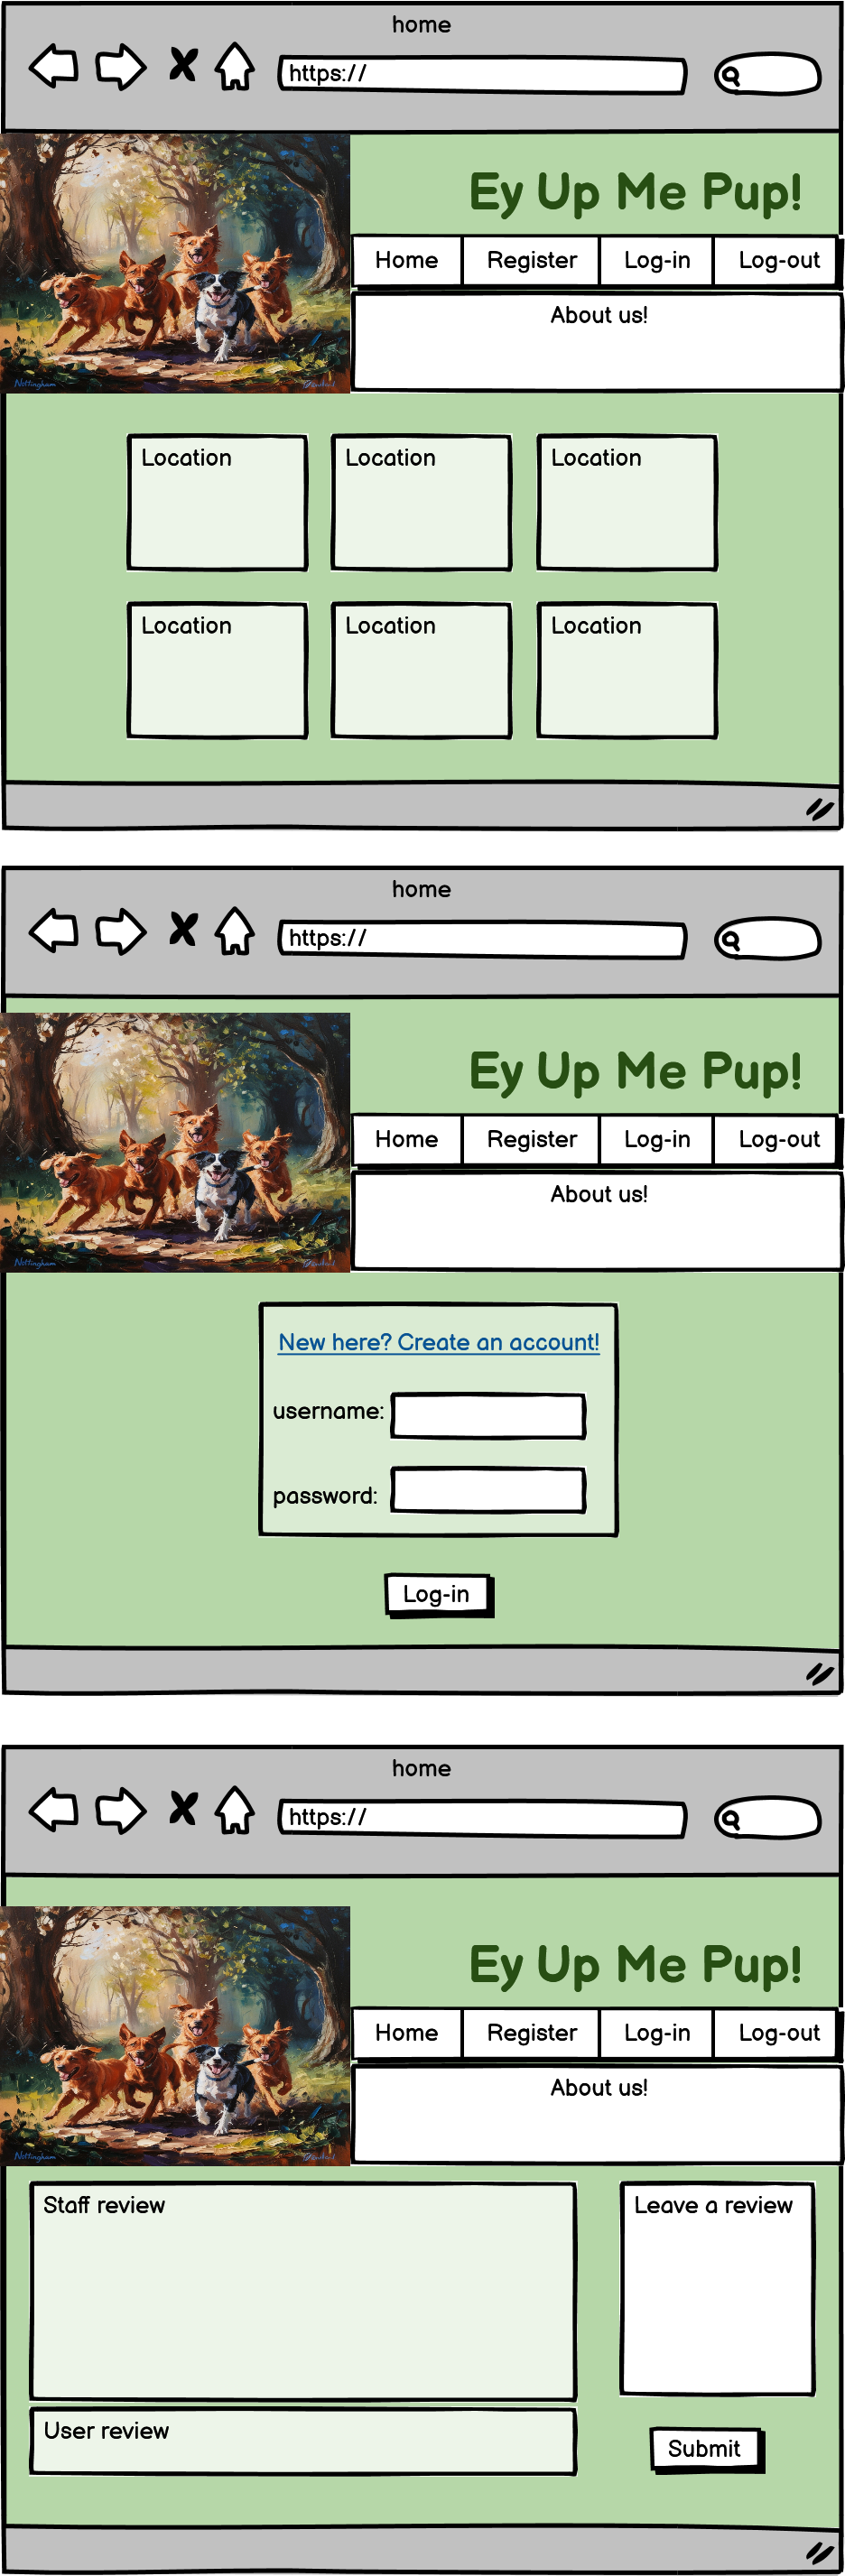 home
https://
Ey Up Me Pup!
Home Register Log-in Log-out
About us!
Nottingham
Location Location Location
Location Location Location
home
https://
Ey Up Me Pup!
Home Register Log-in Log-out
About us!
Nottingham
New here? Create an account!
username:
password:
Log-in
home
https://
Ey Up Me Pup!
Home Register Log-in Log-out
About us!
Nottingham
Staff review
Leave a review
User review
Submit